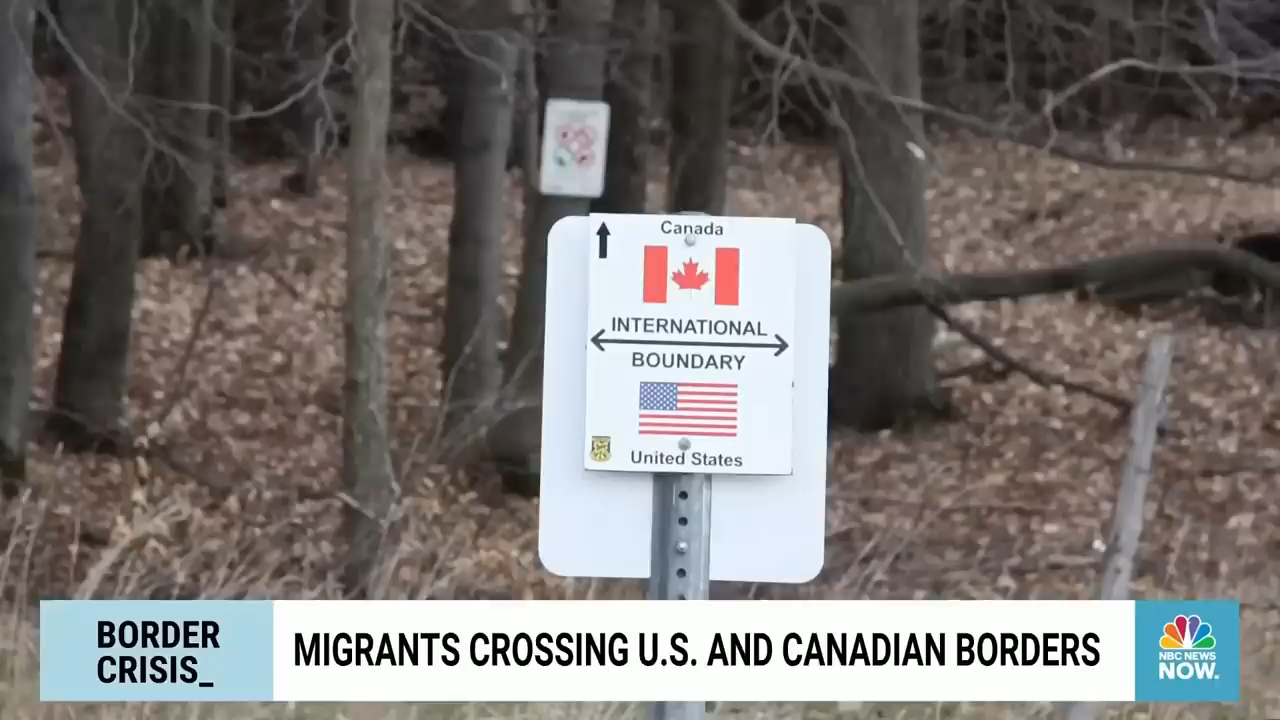 Canada
INTERNATIONAL
BOUNDARY
United States
BORDER
CRISIS_
MIGRANTS CROSSING U.S. AND CANADIAN BORDERS
NBC NEWS
NOW.